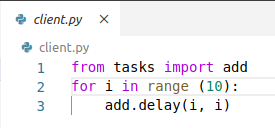 client.py ×
client.py
1 from tasks import add
2 for i in range (10):
3     add.delay(i, i)